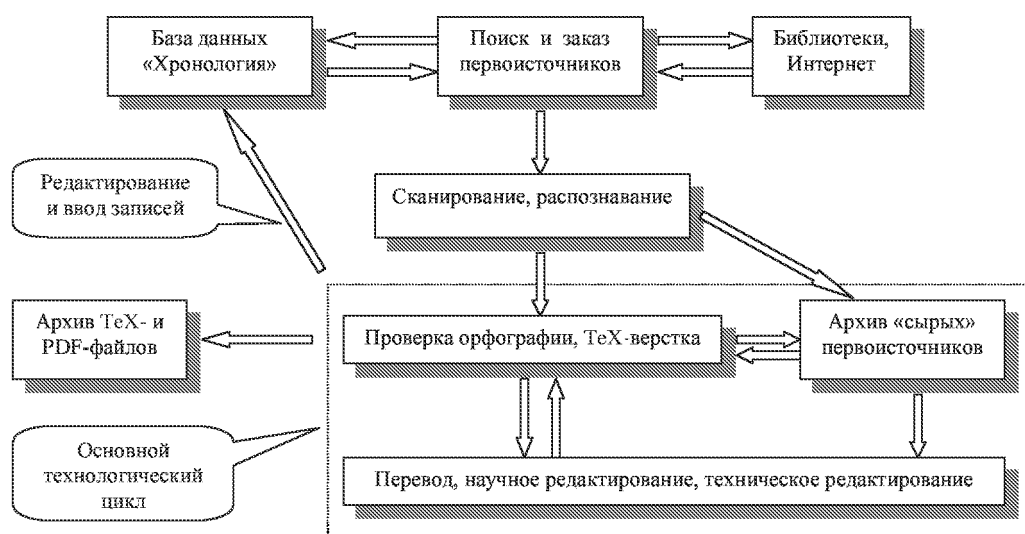 База данных
«Хронология»
Поиск и заказ
первоисточников
Библиотеки,
Интернет
Редактирование
и ввод записей
Сканирование, распознавание
Архив TeX- и
PDF-файлов
Проверка орфографии, TeX-верстка
Архив «сырых»
первоисточников
Основной
технологический
цикл
Перевод, научное редактирование, техническое редактирование